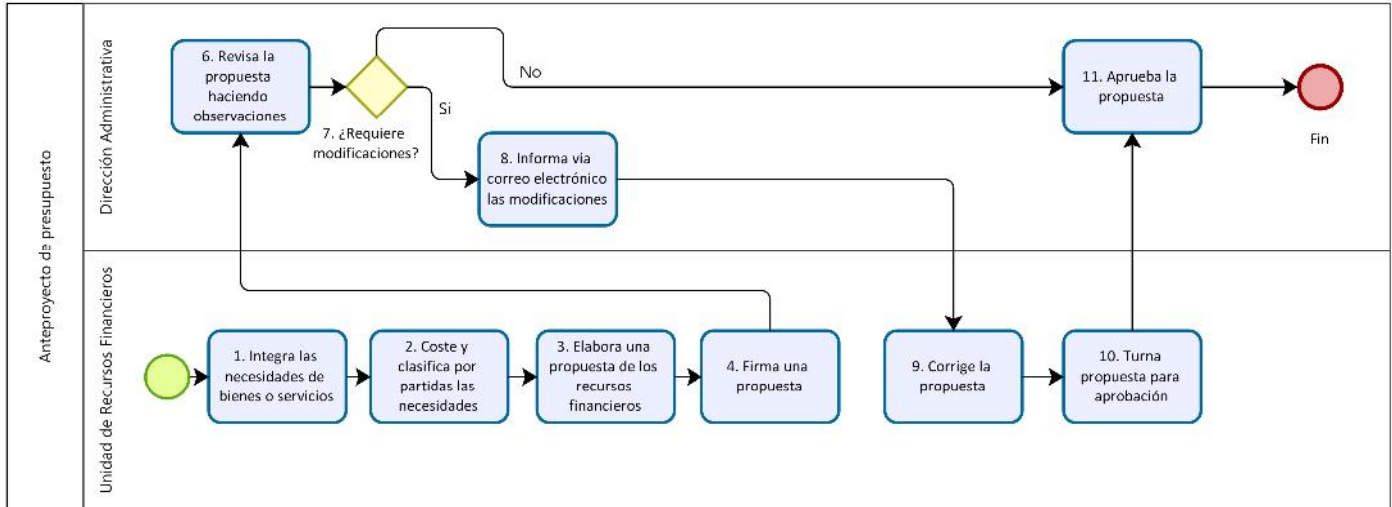 Anteproyecto de presupuesto
Dirección Administrativa
6. Revisa la
propuesta
haciendo
observaciones
7. ¿Requiere
modificaciones?
No
Si
8. Informa vía
correo electrónico
las modificaciones
11. Aprueba la
propuesta
Fin
Unidad de Recursos Financieros
1. Integra las
necesidades de
bienes o servicios
2. Coste y
clasifica por
partidas las
necesidades
3. Elabora una
propuesta de los
recursos
financieros
4. Firma una
propuesta
9. Corrige la
propuesta
10. Turna
propuesta para
aprobación